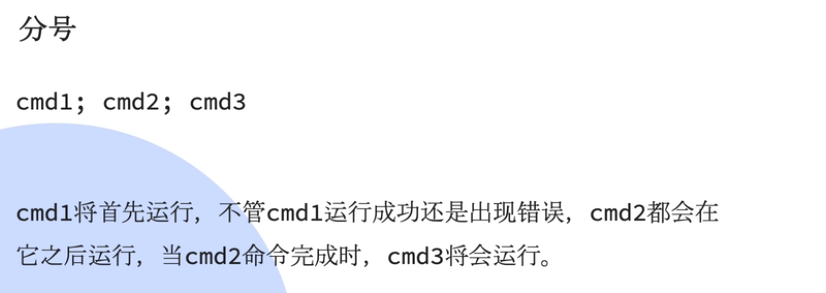 分号
cmd1; cmd2; cmd3
cmd1将首先运行，不管cmd1运行成功还是出现错误，cmd2都会在
它之后运行，当cmd2命令完成时，cmd3将会运行。